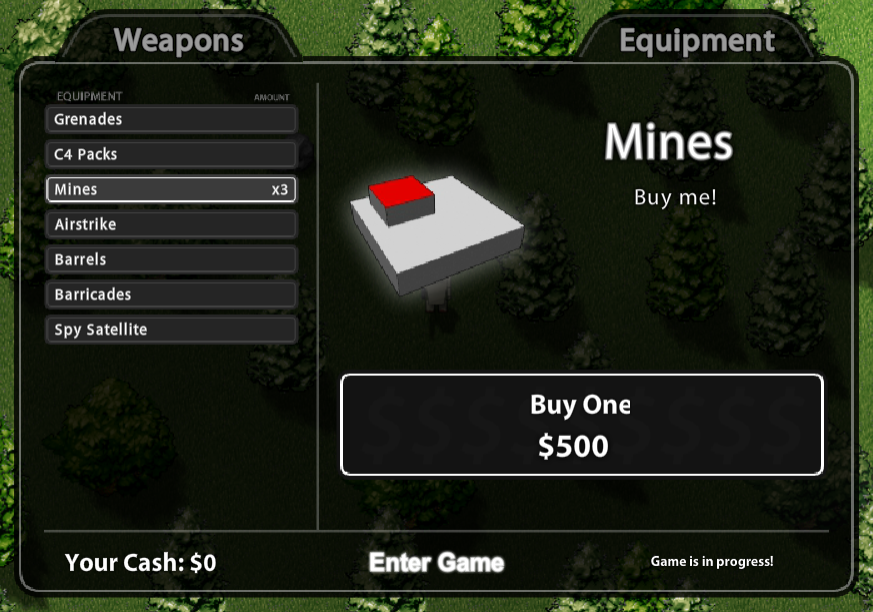 Weapons
Equipment
EQUIPMENT AMOUNT
Grenades
C4 Packs
Mines x3
Airstrike
Barrels
Barricades
Spy Satellite
Mines
Buy me!
Buy One
$500
Your Cash: $0
Enter Game
Game is in progress!